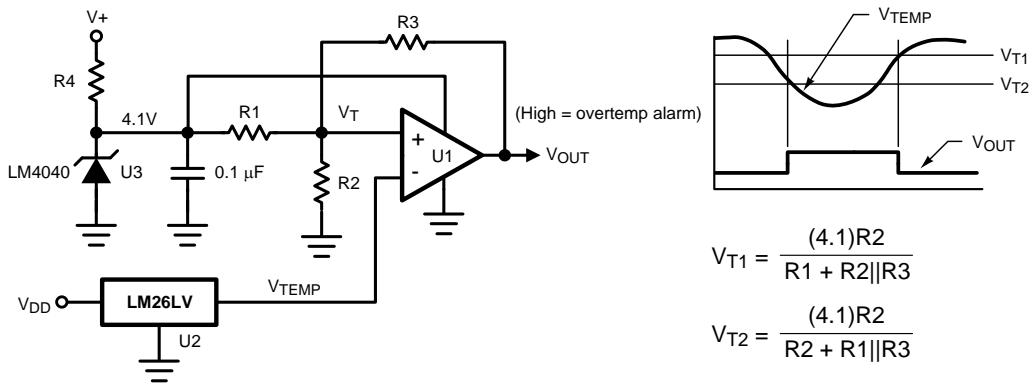 V+
R4
R3
4.1V
R1
VT
(High = overtemp alarm)
LM4040
U3
0.1 μF
R2
+
-
U1
VOUT
VDD
LM26LV
U2
VTEMP
VTEMP
VT1
VT2
VOUT
VT1 = (4.1)R2 / R1 + R2||R3
VT2 = (4.1)R2 / R2 + R1||R3